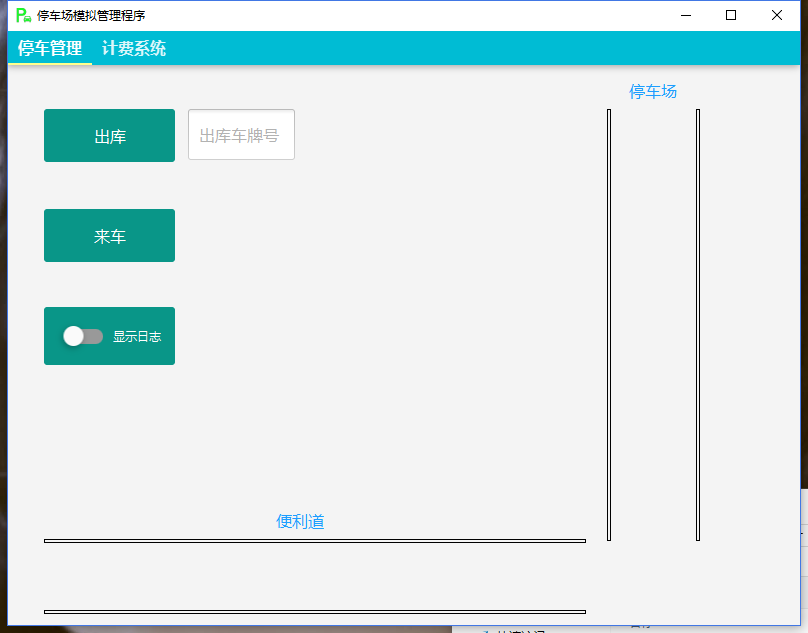 停车场模拟管理程序
停车管理 计费系统
停车场
出库 出库车牌号
来车
显示日志
便利道